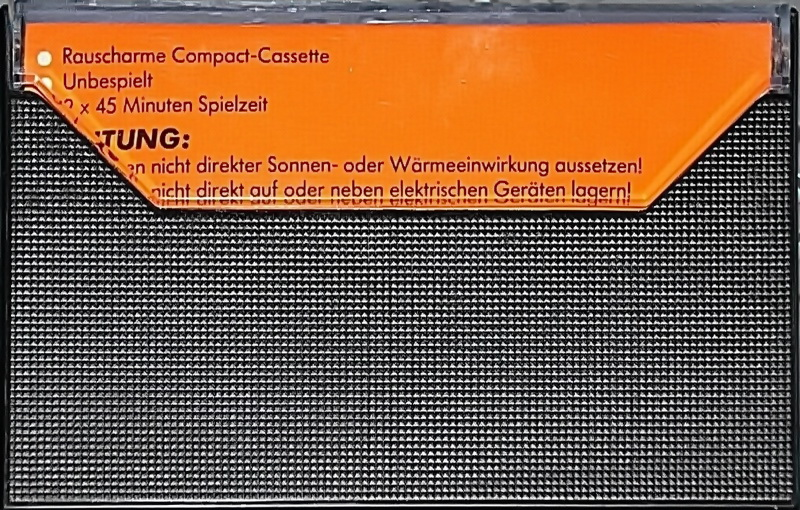 Rauscharme Compact-Cassette
Unbespielt
2 x 45 Minuten Spielzeit
TUNG:
nicht direkter Sonnen- oder Wärmeeinwirkung aussetzen!
nicht direkt auf oder neben elektrischen Geräten lagern!